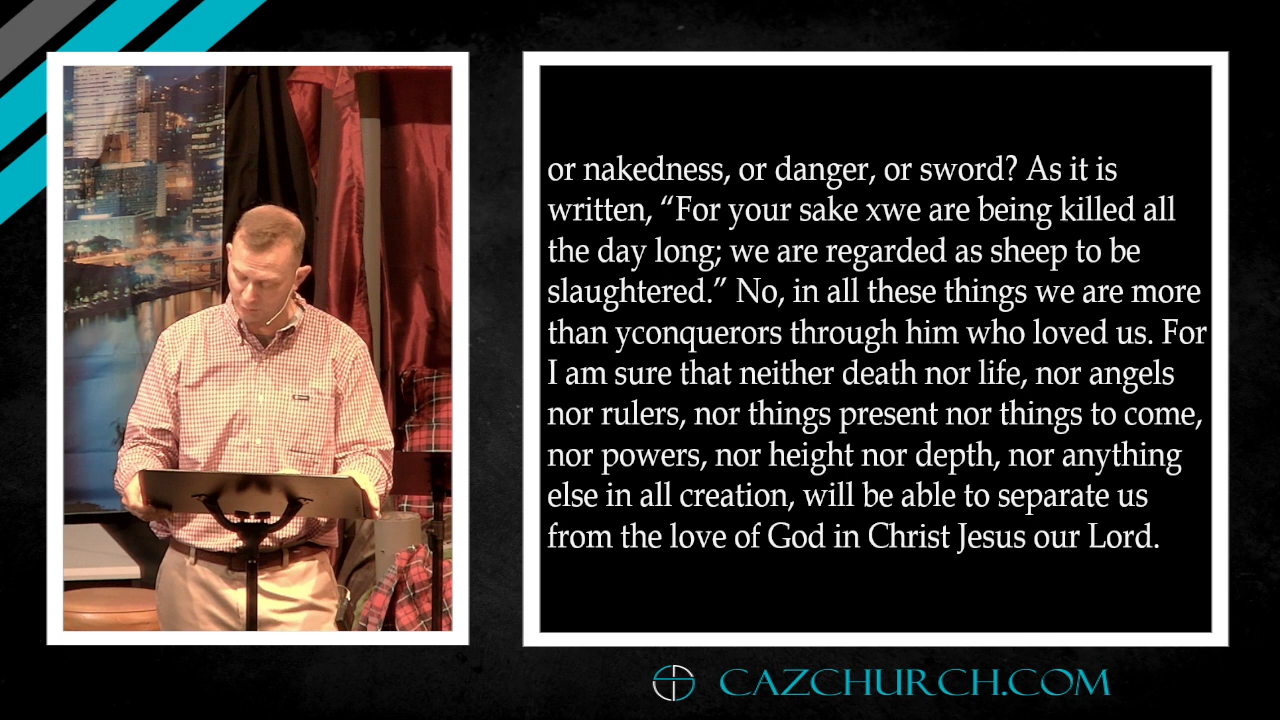 or nakedness, or danger, or sword? As it is
written, “For your sake xwe are being killed all
the day long; we are regarded as sheep to be
slaughtered.” No, in all these things we are more
than yconquerors through him who loved us. For
I am sure that neither death nor life, nor angels
nor rulers, nor things present nor things to come,
nor powers, nor height nor depth, nor anything
else in all creation, will be able to separate us
from the love of God in Christ Jesus our Lord.
CAZCHURCH.COM